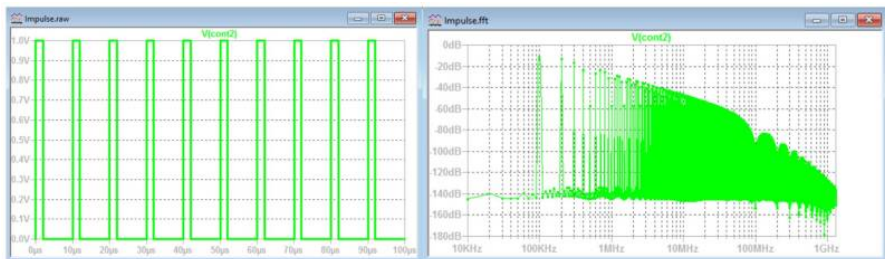 Impulse.raw
V(cont2)
1.0V
0.9V
0.8V
0.7V
0.6V
0.5V
0.4V
0.3V
0.2V
0.1V
0.0V
0µs 10µs 20µs 30µs 40µs 50µs 60µs 70µs 80µs 90µs 100µs
Impulse.fft
V(cont2)
0dB
-20dB
-40dB
-60dB
-80dB
-100dB
-120dB
-140dB
-160dB
-180dB
10KHz 100KHz 1MHz 10MHz 100MHz 1GHz